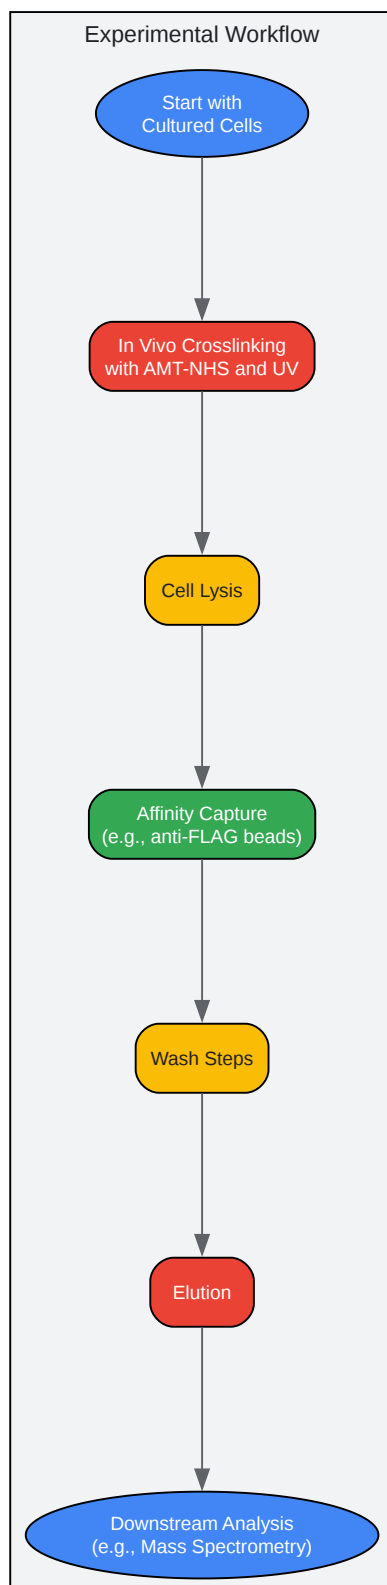 Experimental Workflow
Start with
Cultured Cells
In Vivo Crosslinking
with AMT-NHS and UV
Cell Lysis
Affinity Capture
(e.g., anti-FLAG beads)
Wash Steps
Elution
Downstream Analysis
(e.g., Mass Spectrometry)